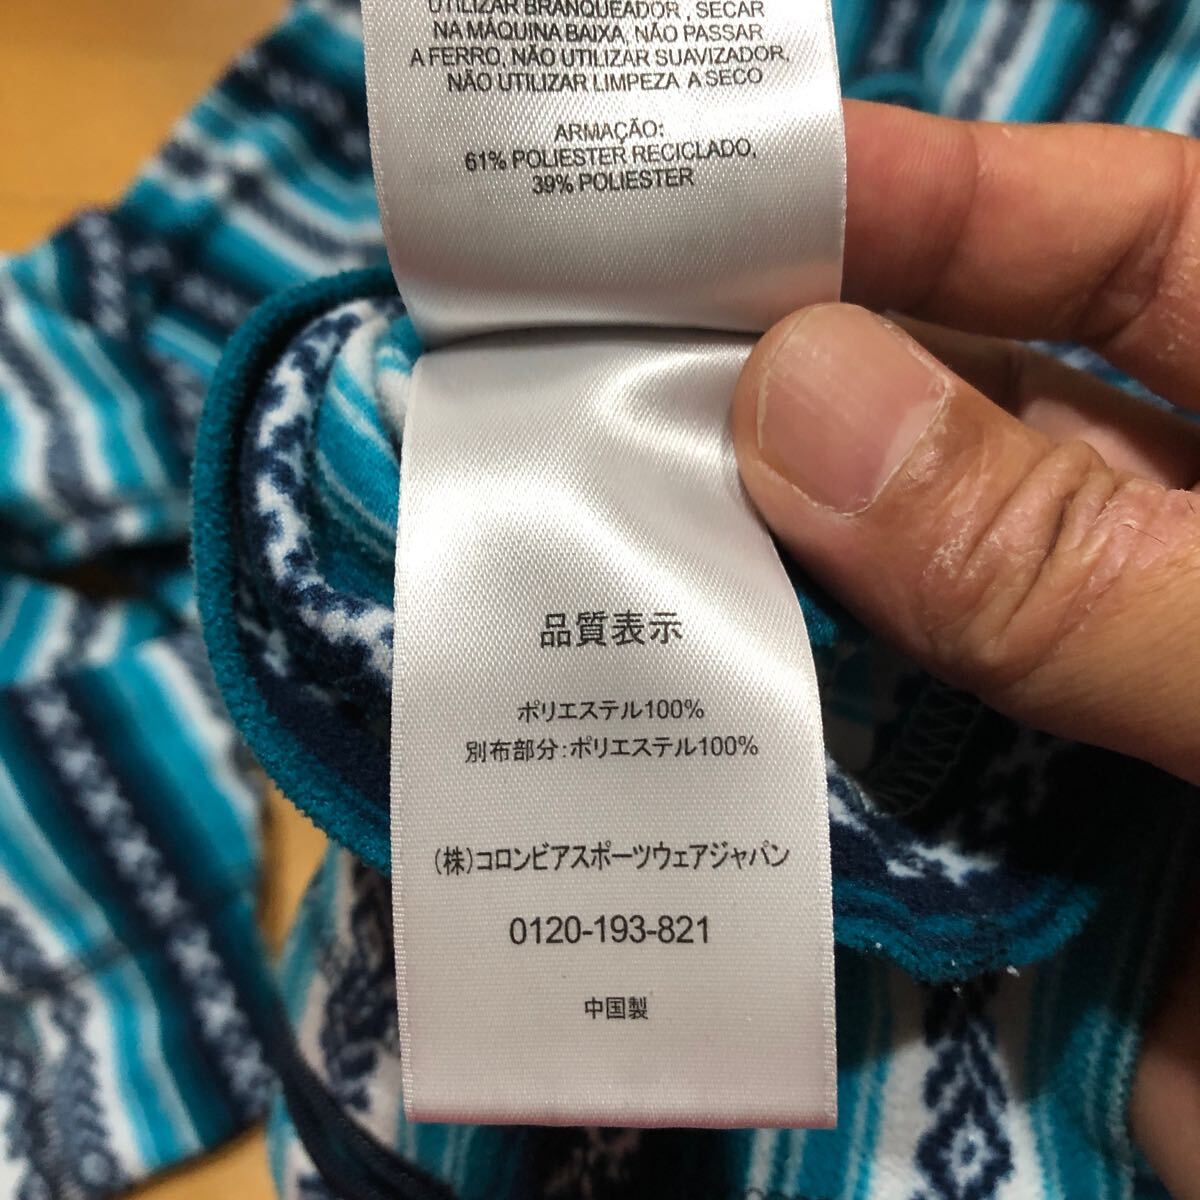 UTILIZAR BRANQUEADOR, SECAR
NA MÁQUINA BAIXA, NÃO PASSAR
A FERRO, NÃO UTILIZAR SUAVIZADOR,
NÃO UTILIZAR LIMPEZA A SECO
ARMAÇÃO:
61% POLIESTER RECICLADO,
39% POLIESTER
品質表示
ポリエステル100%
別布部分:ポリエステル100%
(株)コロンビアスポーツウェアジャパン
0120-193-821
中国製